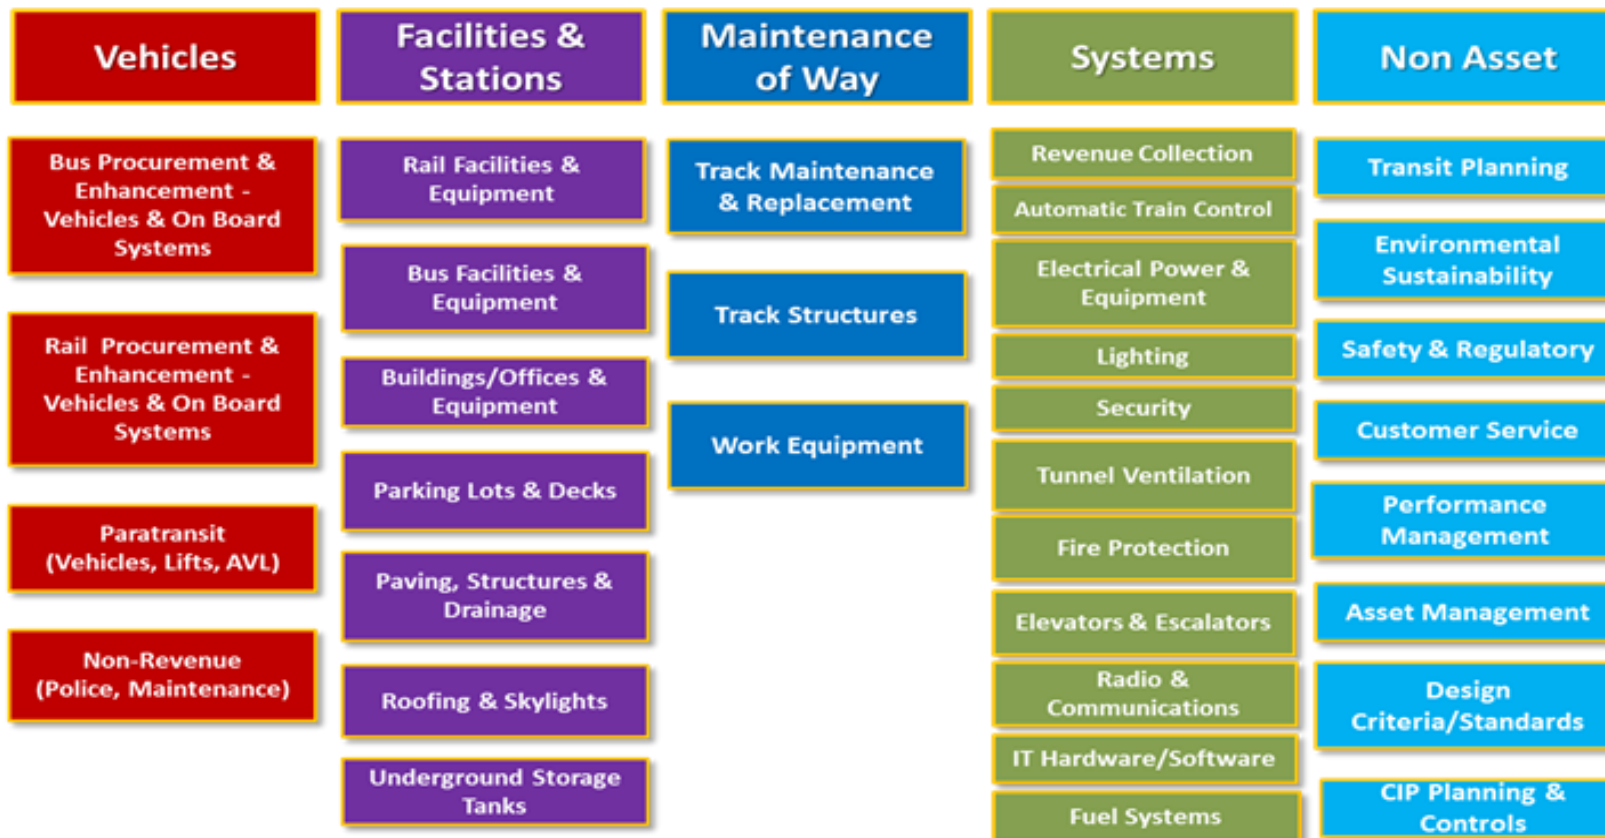 Vehicles
Bus Procurement &
Enhancement -
Vehicles & On Board
Systems
Rail Procurement &
Enhancement -
Vehicles & On Board
Systems
Paratransit
(Vehicles, Lifts, AVL)
Non-Revenue
(Police, Maintenance)
Facilities &
Stations
Rail Facilities &
Equipment
Bus Facilities &
Equipment
Buildings/Offices &
Equipment
Parking Lots & Decks
Paving, Structures &
Drainage
Roofing & Skylights
Underground Storage
Tanks
Maintenance
of Way
Track Maintenance
& Replacement
Track Structures
Work Equipment
Systems
Revenue Collection
Automatic Train Control
Electrical Power &
Equipment
Lighting
Security
Tunnel Ventilation
Fire Protection
Elevators & Escalators
Radio &
Communications
IT Hardware/Software
Fuel Systems
Non Asset
Transit Planning
Environmental
Sustainability
Safety & Regulatory
Customer Service
Performance
Management
Asset Management
Design
Criteria/Standards
CIP Planning &
Controls